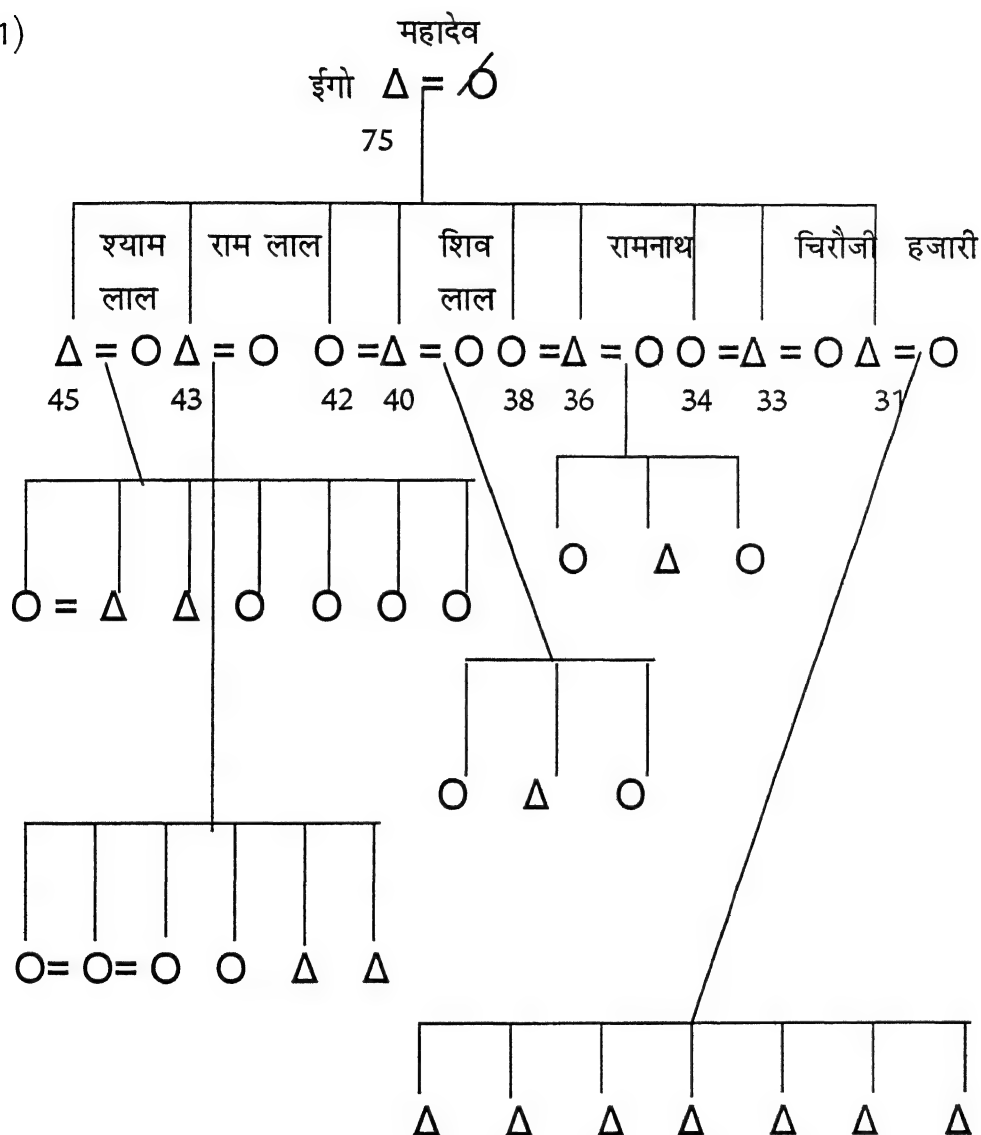 1)
महादेव
ईगो Δ = O
75
श्याम राम लाल शिव रामनाथ चिरौजी हजारी
लाल लाल
Δ = O Δ = O O =Δ = O O =Δ = O O =Δ = O Δ = O
45 43 42 40 38 36 34 33 31
O Δ O
O = Δ Δ O O O O
O Δ O
O= O= O O Δ Δ
Δ Δ Δ Δ Δ Δ Δ